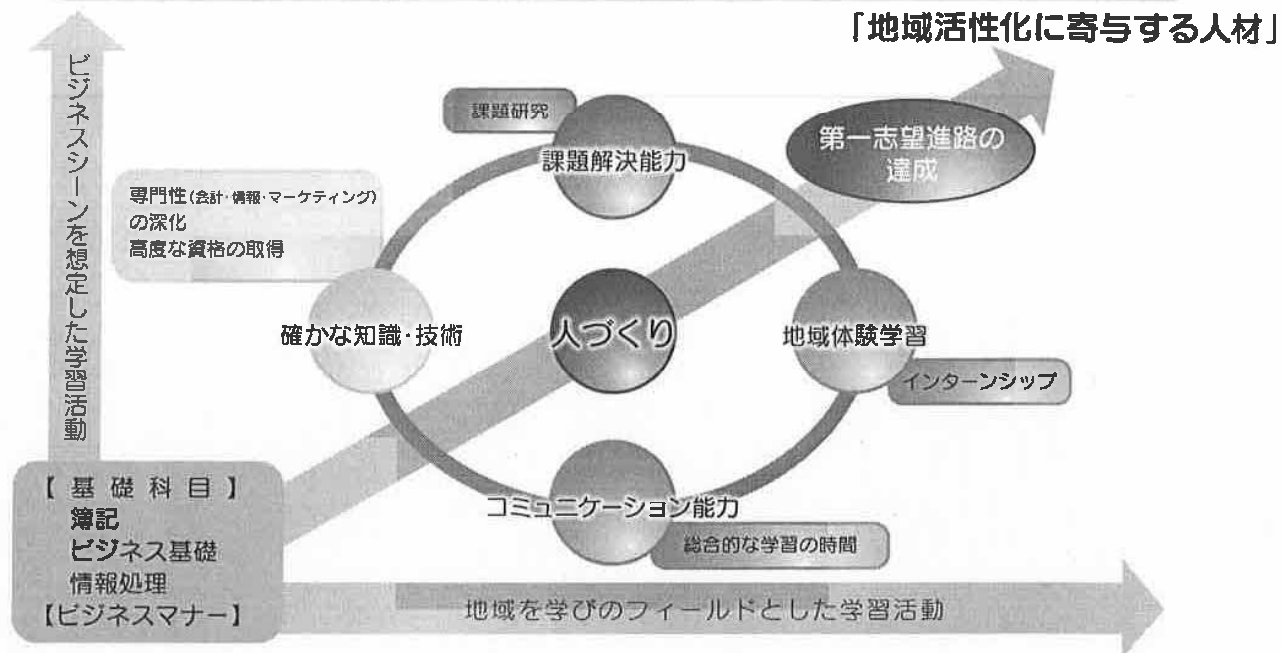 「地域活性化に寄与する人材」
ビジネスシーンを想定した学習活動
課題研究
課題解決能力
第一志望進路の
達成
専門性(会計・情報・マーケティング)
の深化
高度な資格の取得
確かな知識・技術
人づくり
地域体験学習
インターンシップ
コミュニケーション能力
総合的な学習の時間
【基礎科目】
簿記
ビジネス基礎
情報処理
【ビジネスマナー】
地域を学びのフィールドとした学習活動